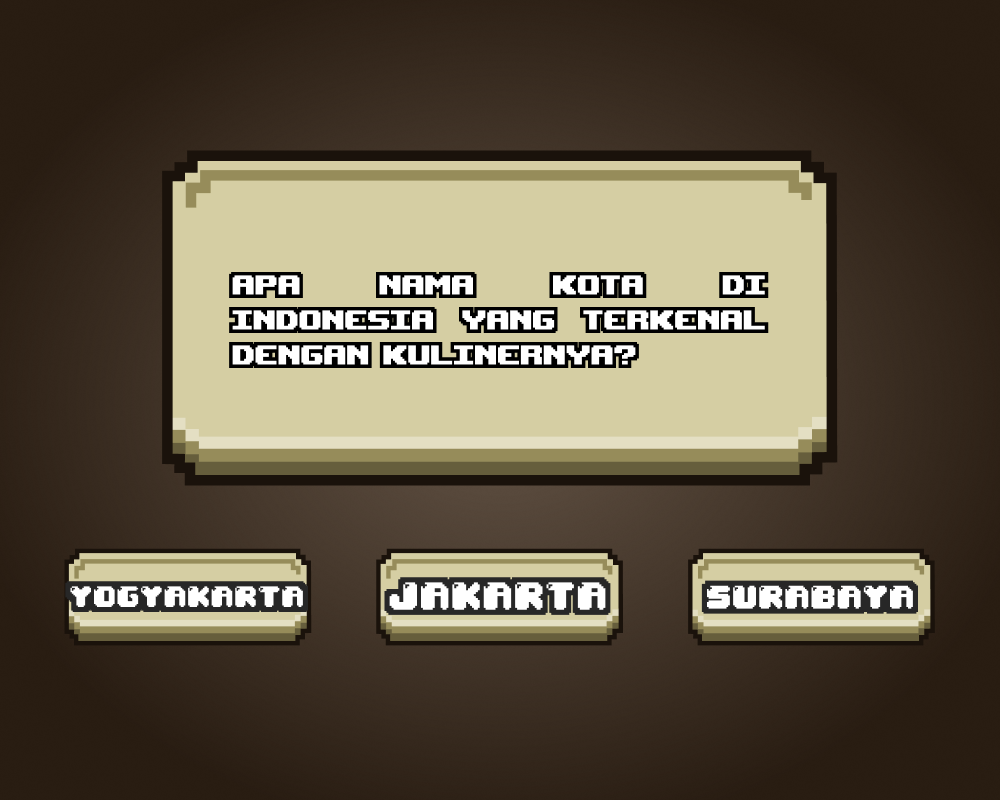 APA NAMA KOTA DI
INDONESIA YANG TERKENAL
DENGAN KULINERNYA?
YOGYAKARTA
JAKARTA
SURABAYA